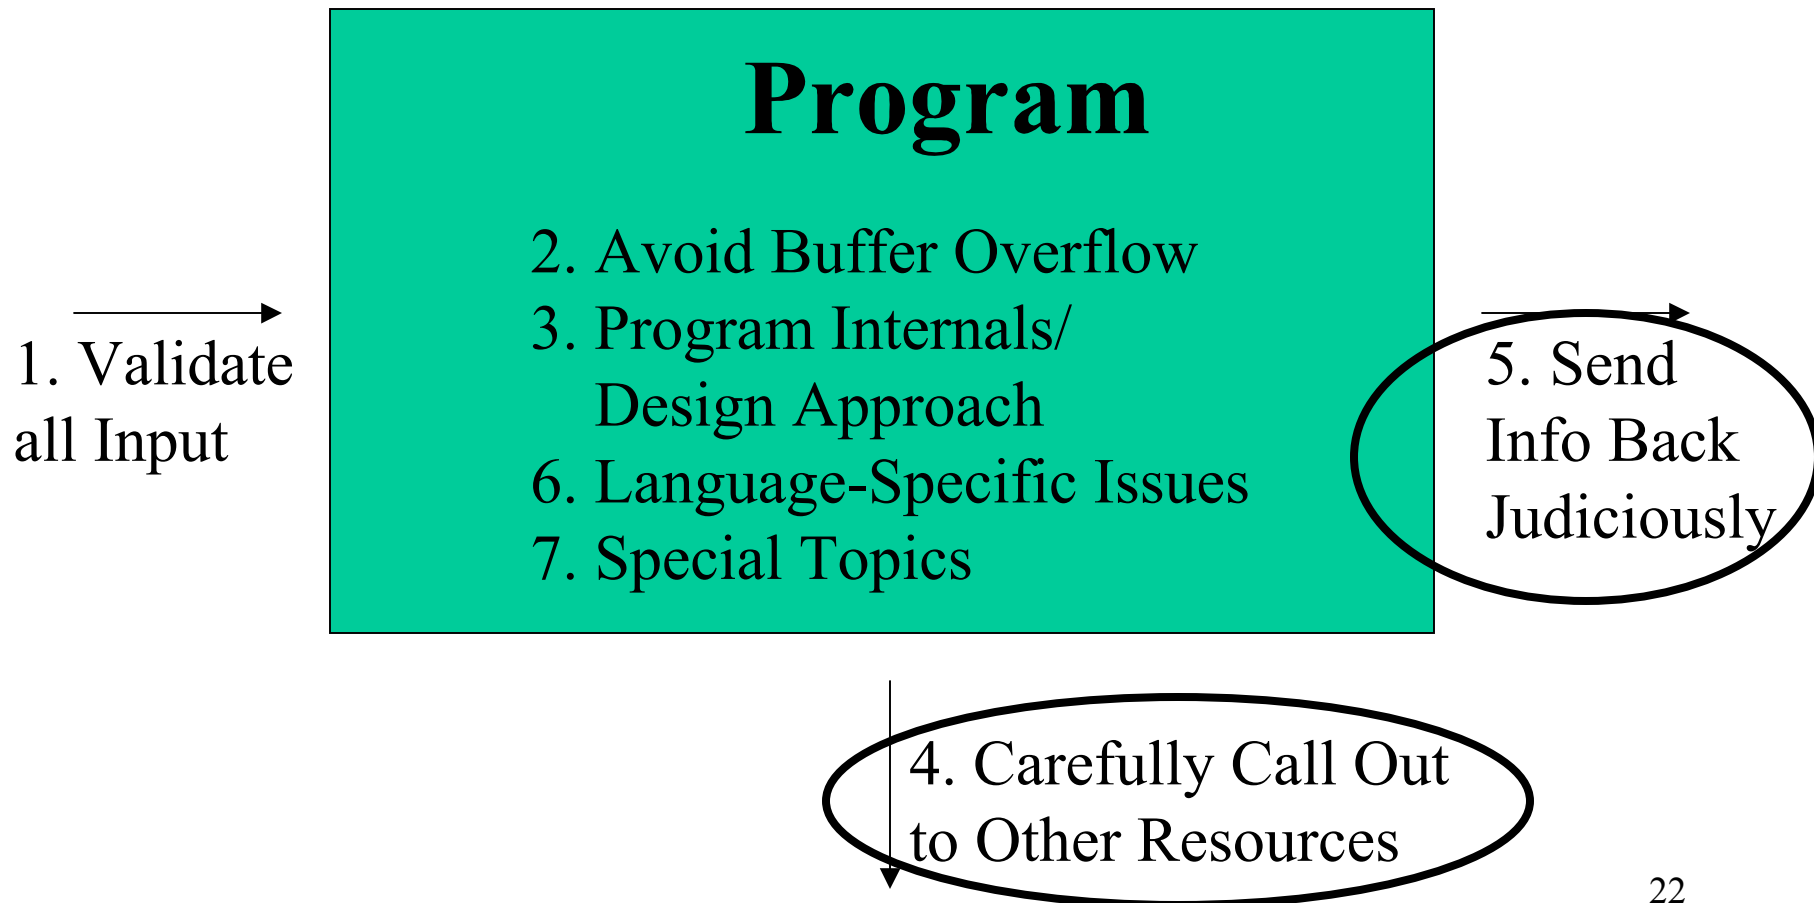 Program
1. Validate
all Input
2. Avoid Buffer Overflow
3. Program Internals/
Design Approach
6. Language-Specific Issues
7. Special Topics
5. Send
Info Back
Judiciously
4. Carefully Call Out
to Other Resources
22